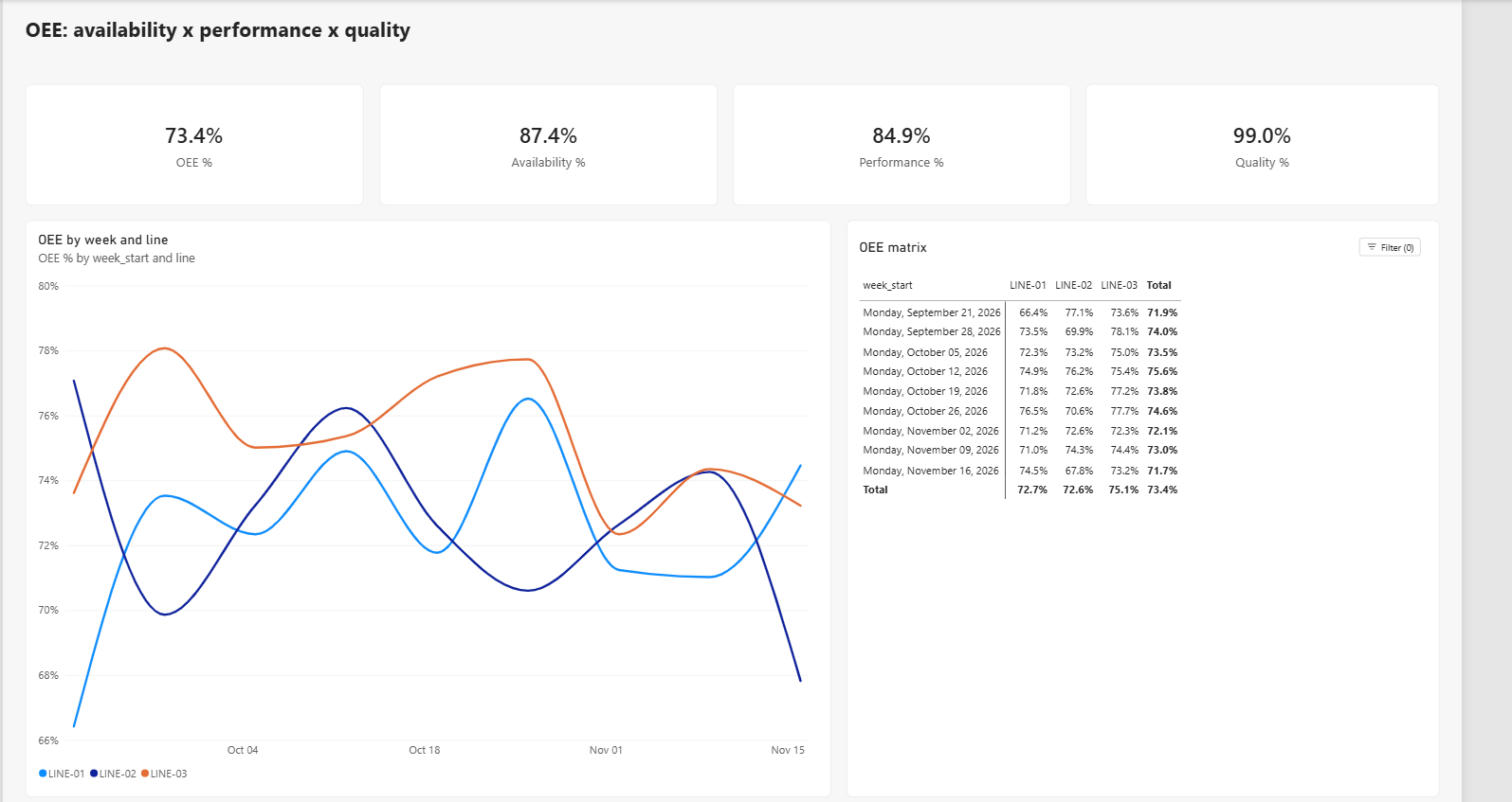 OEE: availability x performance x quality
73.4%
OEE %
87.4%
Availability %
84.9%
Performance %
99.0%
Quality %
OEE by week and line
OEE % by week_start and line
80%
78%
76%
74%
72%
70%
68%
66%
Oct 04 Oct 18 Nov 01 Nov 15
LINE-01 LINE-02 LINE-03
OEE matrix
Filter (0)
week_start LINE-01 LINE-02 LINE-03 Total
Monday, September 21, 2026 66.4% 77.1% 73.6% 71.9%
Monday, September 28, 2026 73.5% 69.9% 78.1% 74.0%
Monday, October 05, 2026 72.3% 73.2% 75.0% 73.5%
Monday, October 12, 2026 74.9% 76.2% 75.4% 75.6%
Monday, October 19, 2026 71.8% 72.6% 77.2% 73.8%
Monday, October 26, 2026 76.5% 70.6% 77.7% 74.6%
Monday, November 02, 2026 71.2% 72.6% 72.3% 72.1%
Monday, November 09, 2026 71.0% 74.3% 74.4% 73.0%
Monday, November 16, 2026 74.5% 67.8% 73.2% 71.7%
Total 72.7% 72.6% 75.1% 73.4%